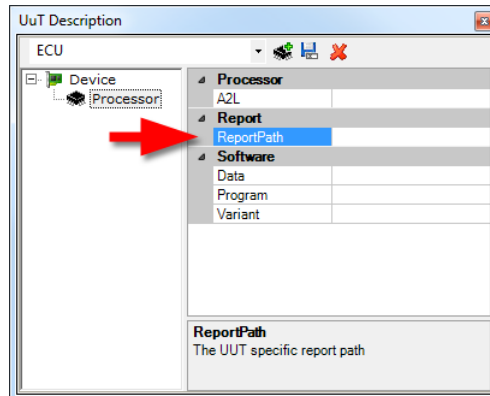 UuT Description
ECU
Device
Processor
Processor
A2L
Report
ReportPath
Software
Data
Program
Variant
ReportPath
The UUT specific report path